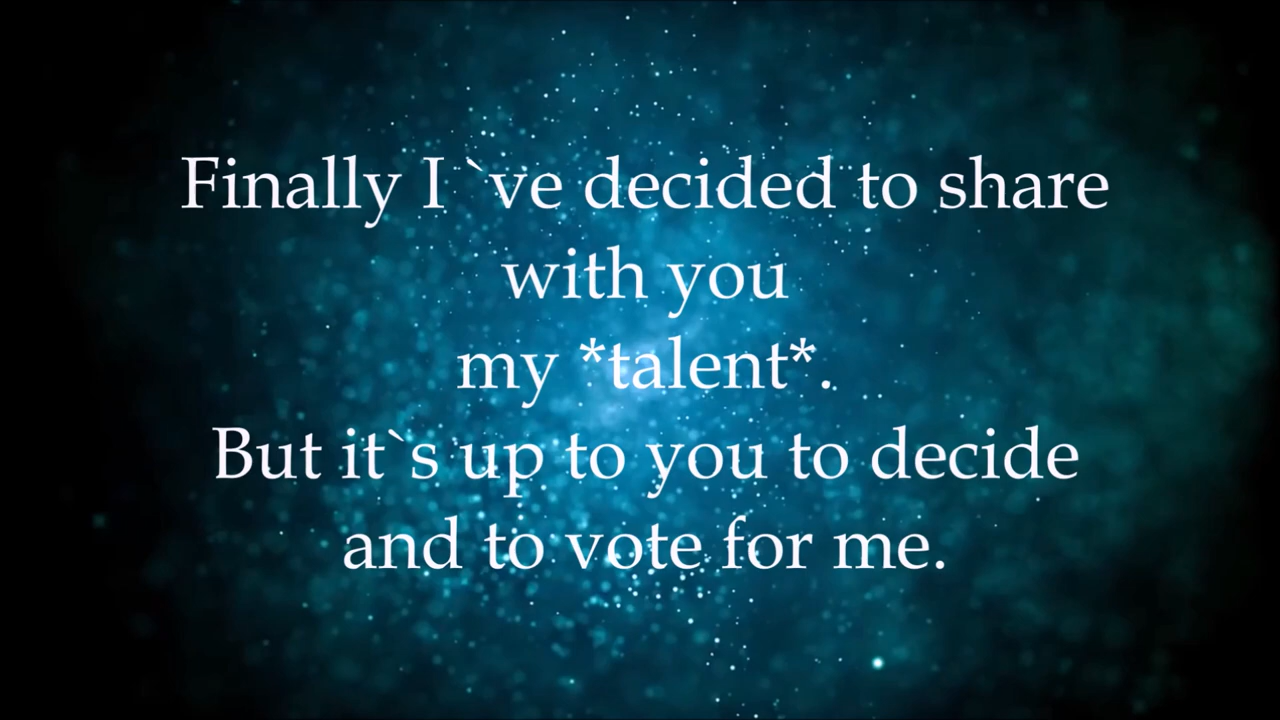 Finally I `ve decided to share
with you
my *talent*.
But it`s up to you to decide
and to vote for me.